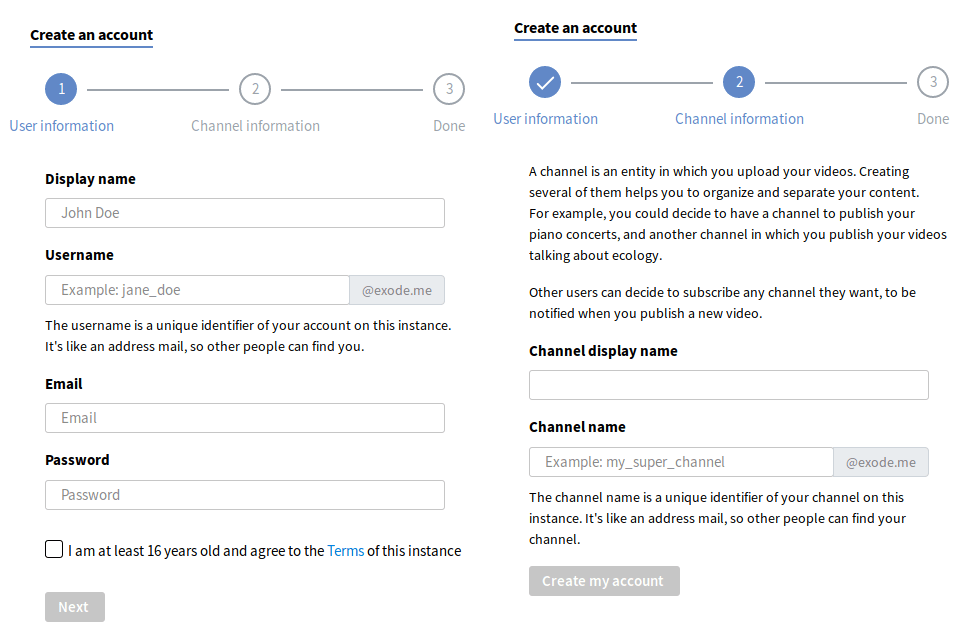 Create an account
1
2
3
User information
Channel information
Done
Display name
John Doe
Username
Example: jane_doe
@exode.me
The username is a unique identifier of your account on this instance.
It's like an address mail, so other people can find you.
Email
Email
Password
Password
I am at least 16 years old and agree to the Terms of this instance
Next
Create an account
2
3
User information
Channel information
Done
A channel is an entity in which you upload your videos. Creating
several of them helps you to organize and separate your content.
For example, you could decide to have a channel to publish your
piano concerts, and another channel in which you publish your videos
talking about ecology.
Other users can decide to subscribe any channel they want, to be
notified when you publish a new video.
Channel display name
Channel name
Example: my_super_channel
@exode.me
The channel name is a unique identifier of your channel on this
instance. It's like an address mail, so other people can find your
channel.
Create my account